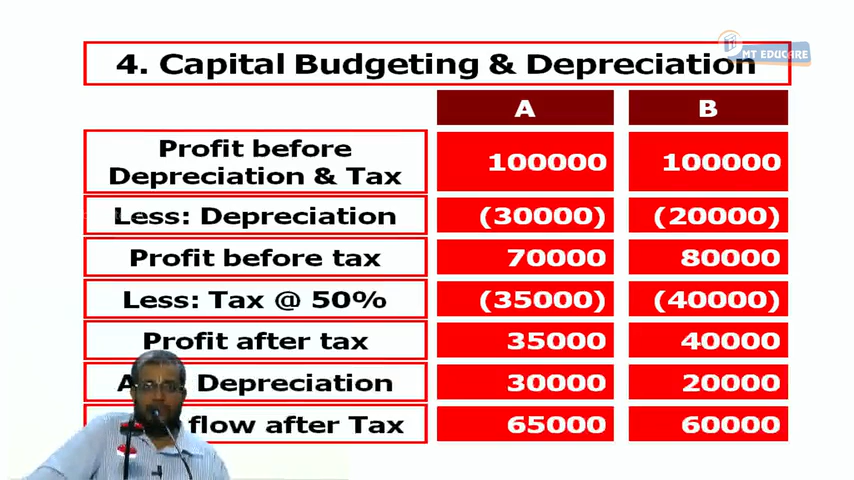 MT EDUCARE
4. Capital Budgeting & Depreciation
A B
Profit before
Depreciation & Tax 100000 100000
Less: Depreciation (30000) (20000)
Profit before tax 70000 80000
Less: Tax @ 50% (35000) (40000)
Profit after tax 35000 40000
Depreciation 30000 20000
flow after Tax 65000 60000